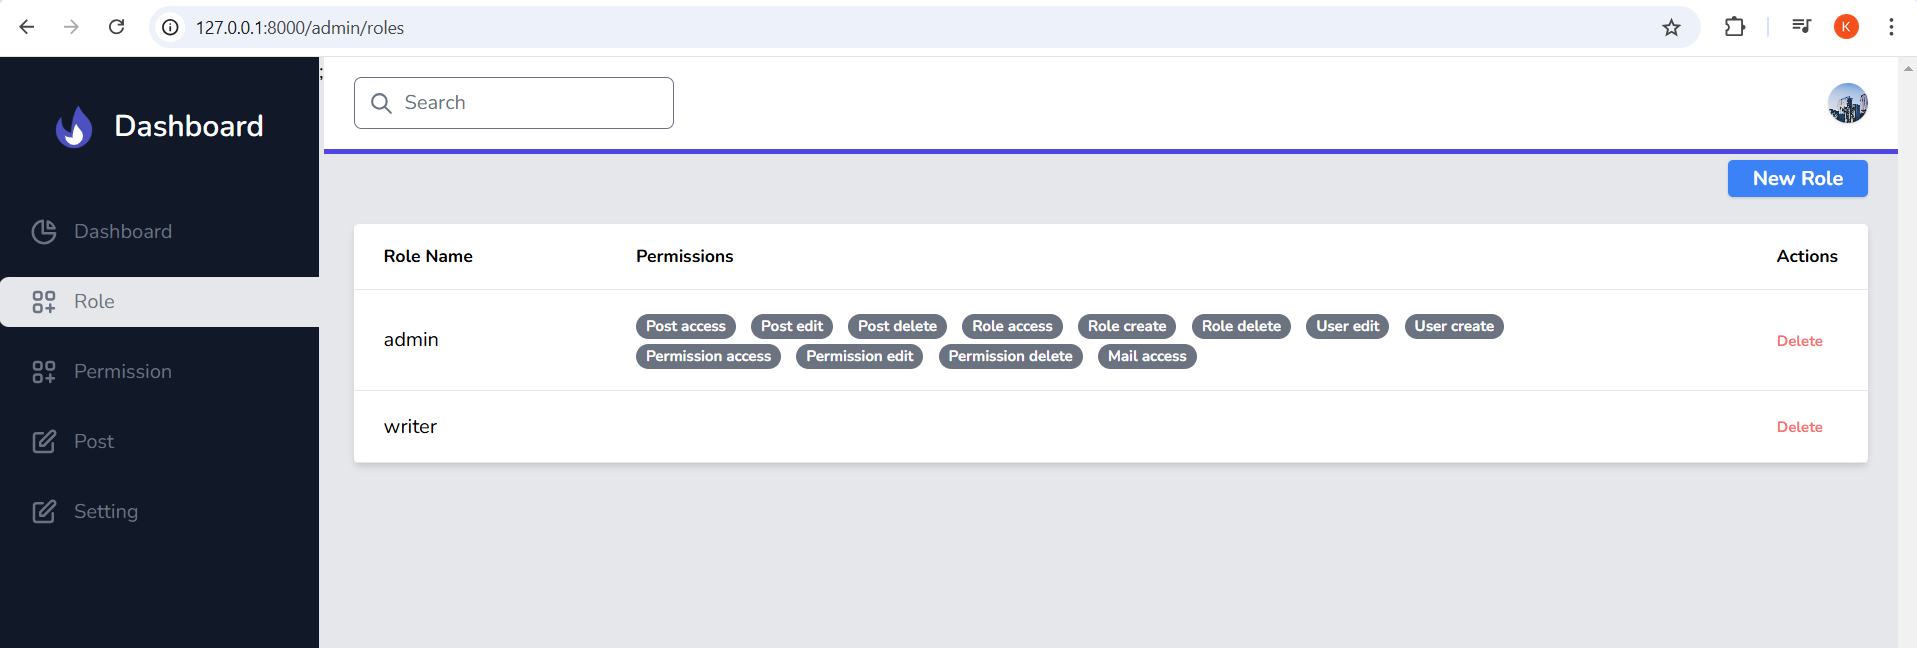 127.0.0.1:8000/admin/roles
K
;
Search
Dashboard
New Role
Dashboard
Role
Permission
Post
Setting
Role Name Permissions Actions
admin
Post access Post edit Post delete Role access Role create Role delete User edit User create
Permission access Permission edit Permission delete Mail access
Delete
writer Delete